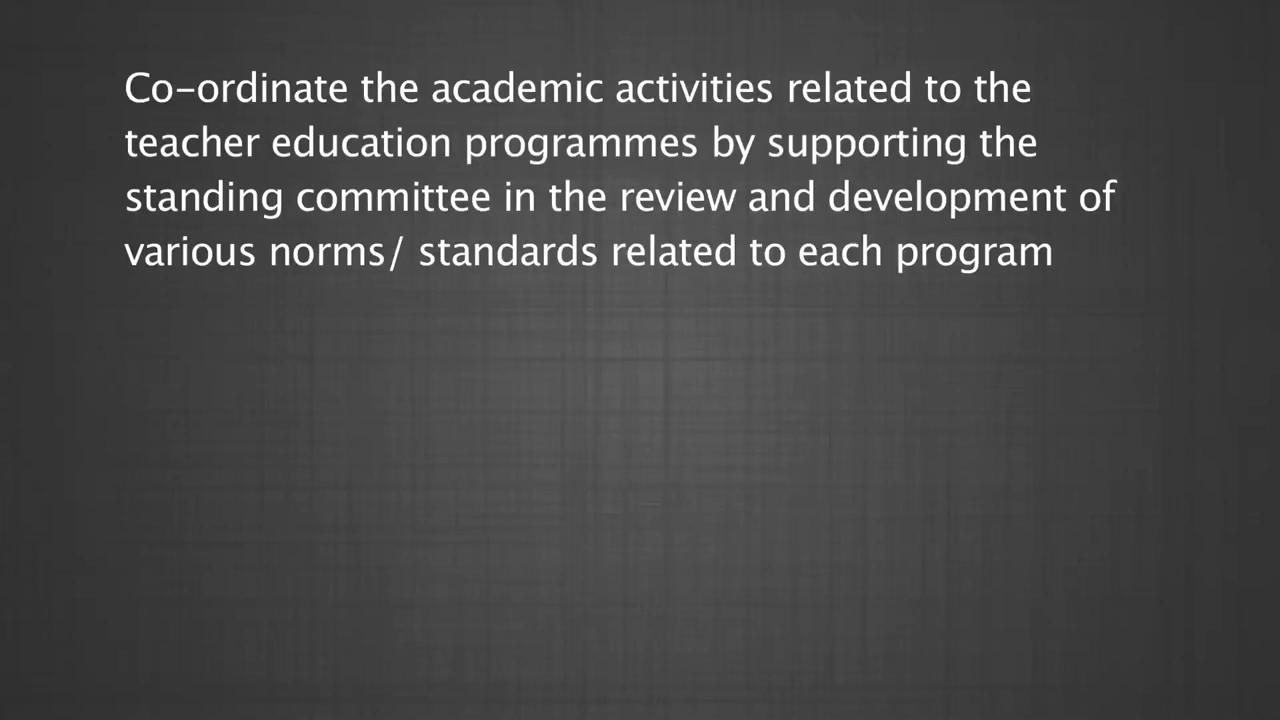 Co-ordinate the academic activities related to the
teacher education programmes by supporting the
standing committee in the review and development of
various norms/ standards related to each program